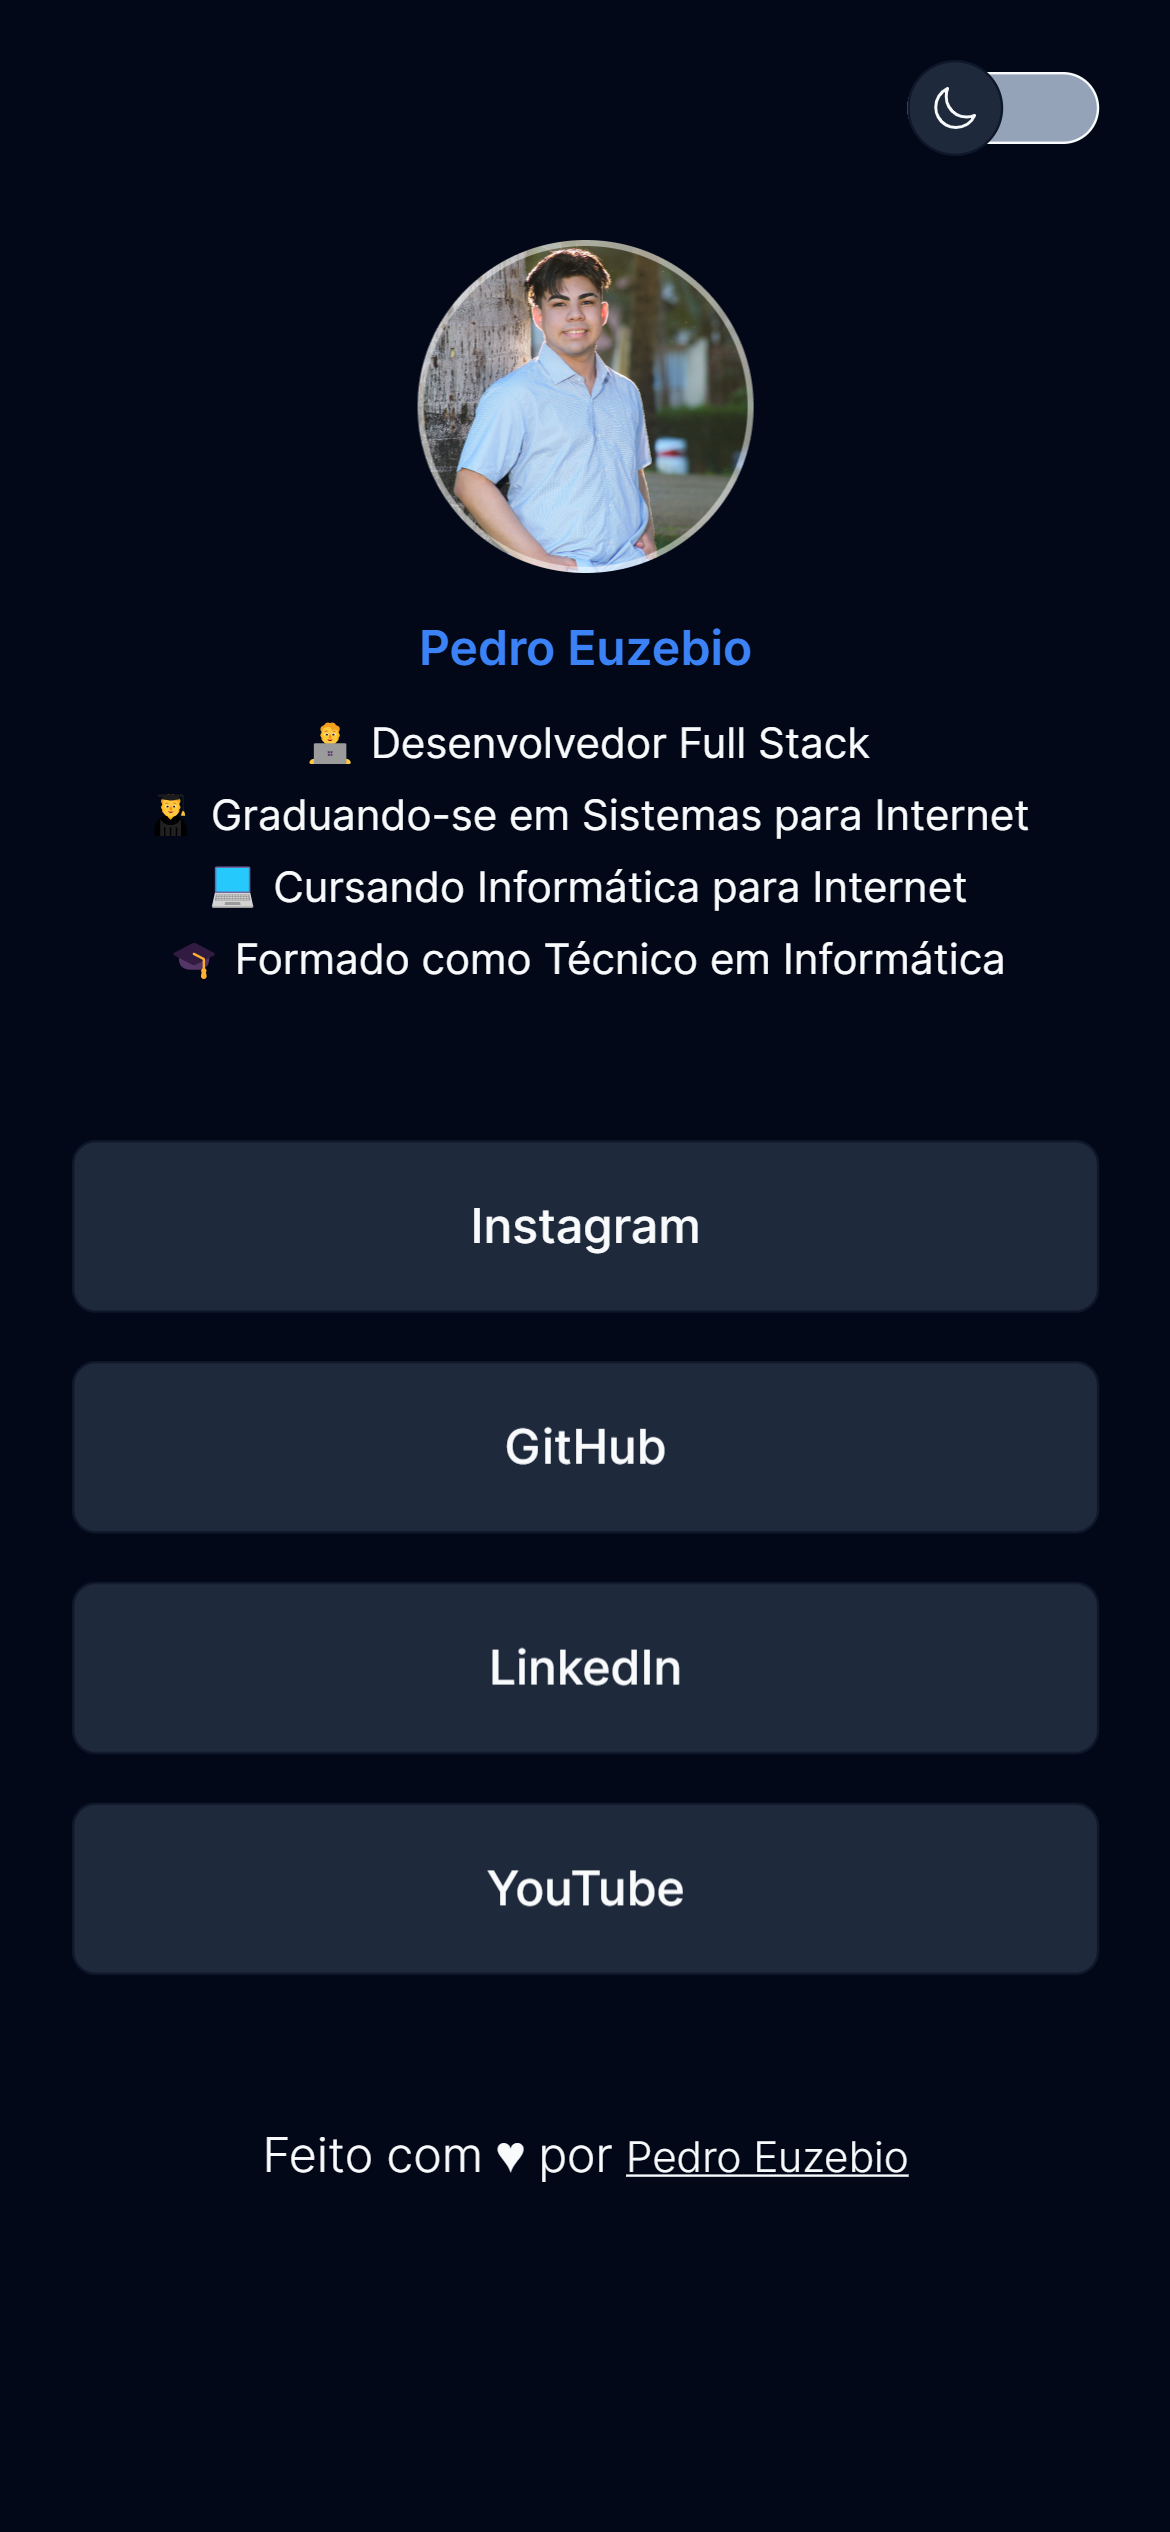 Pedro Euzebio
🧑‍💻 Desenvolvedor Full Stack
🧑‍🎓 Graduando-se em Sistemas para Internet
💻 Cursando Informática para Internet
🎓 Formado como Técnico em Informática
Instagram
GitHub
LinkedIn
YouTube
Feito com ♥ por Pedro Euzebio